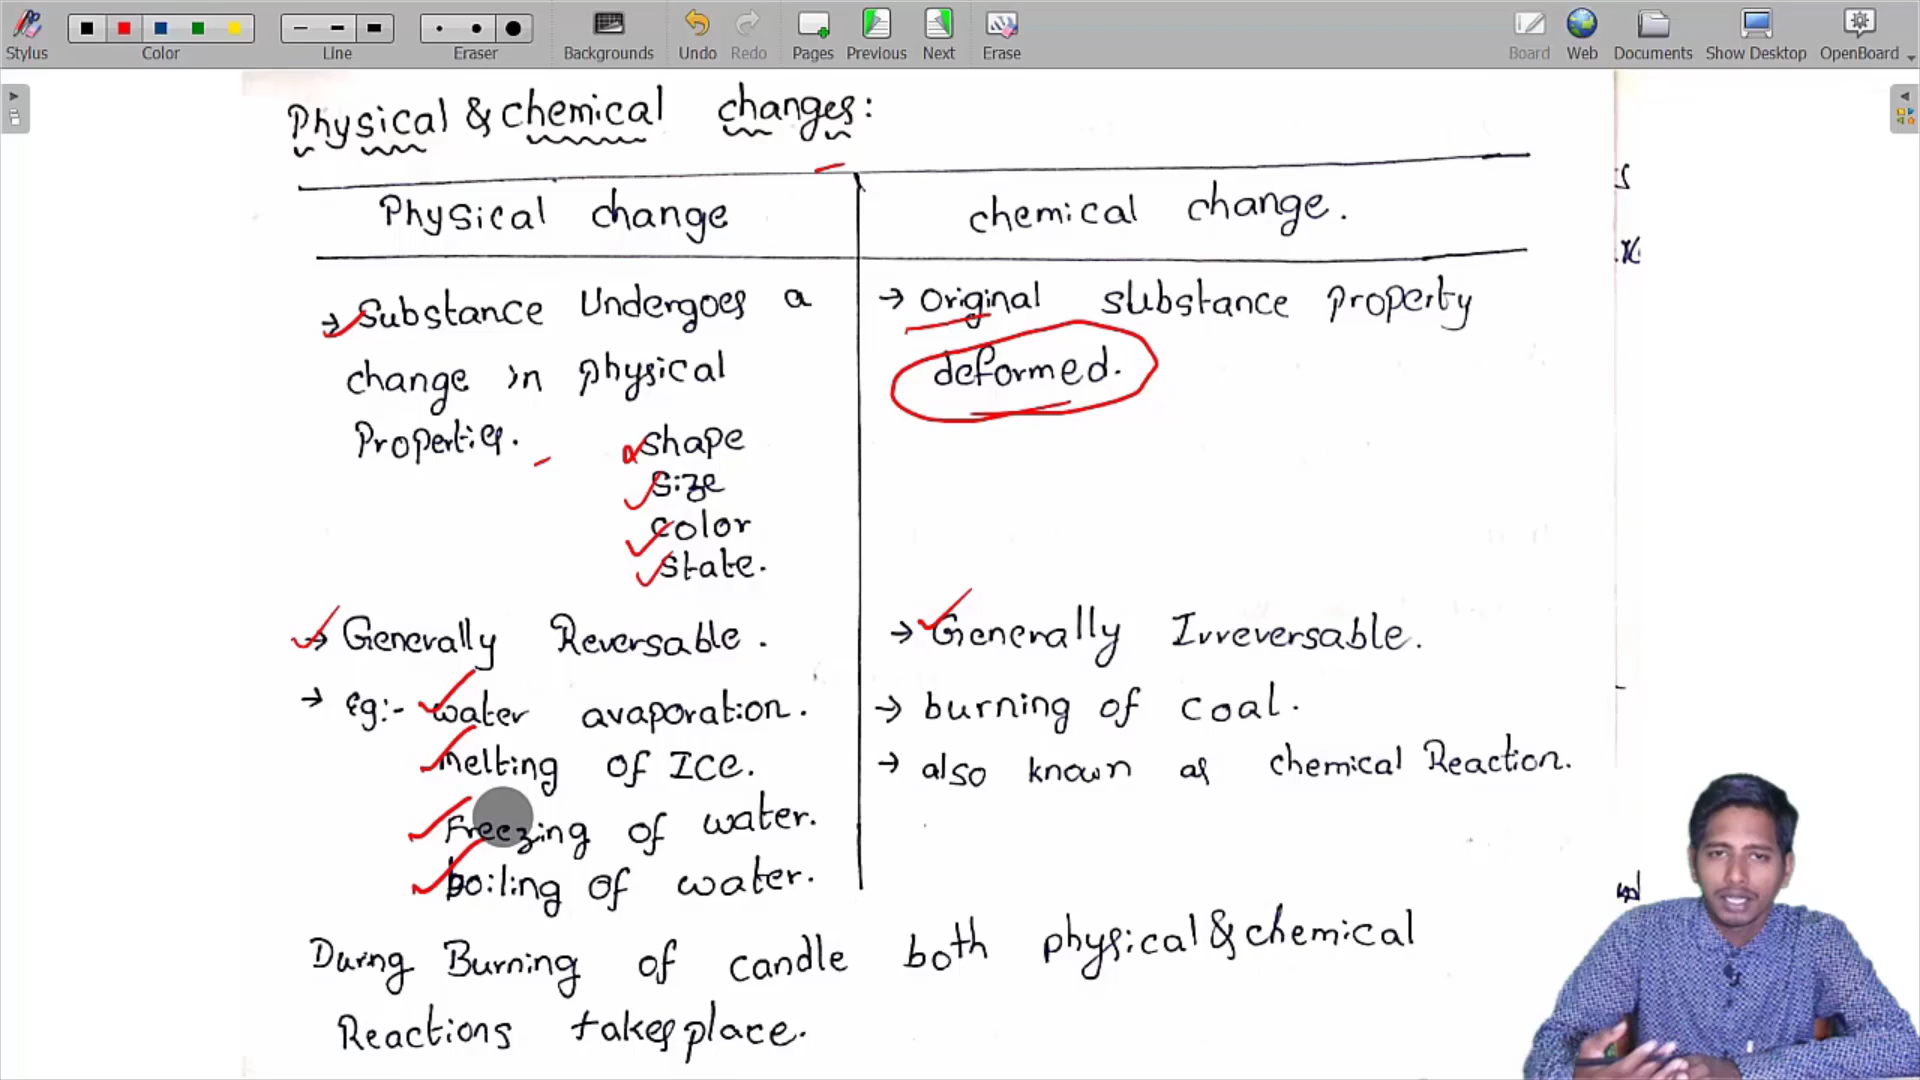 Stylus
Color
Line
Eraser
Backgrounds
Undo
Redo
Pages
Previous
Next
Erase
Board
Web
Documents
Show Desktop
OpenBoard
Physical & chemical changes:
Physical change
chemical change.
→ Substance Undergoes a
change in physical
Properties.
shape
size
color
state.
→ Generally Reversable.
→ eg:- water avaporation.
melting of Ice.
Freezing of water.
boiling of water.
→ Original substance property
deformed.
→ Generally Irreversable.
→ burning of coal.
→ also known as chemical Reaction.
During Burning of candle both physical & chemical
Reactions takes place.